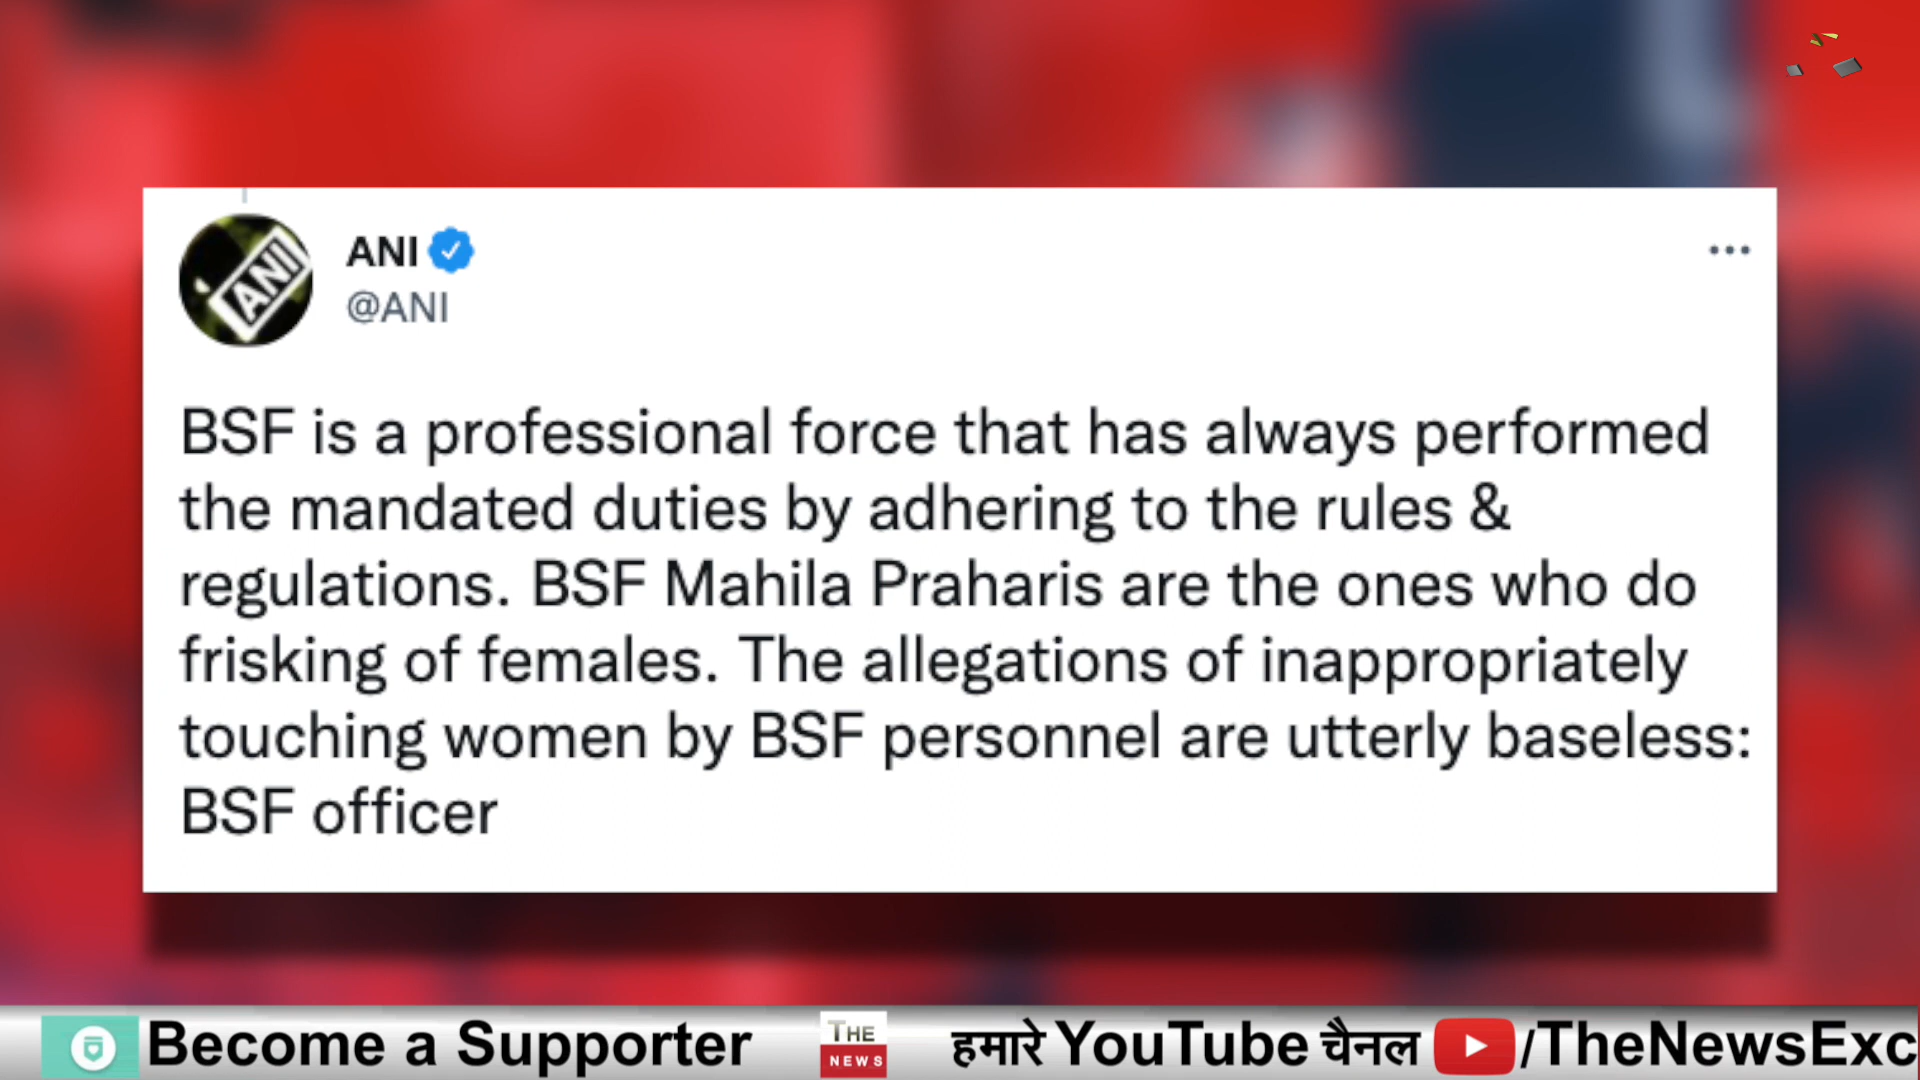 ANI
ANI
@ANI
BSF is a professional force that has always performed
the mandated duties by adhering to the rules &
regulations. BSF Mahila Praharis are the ones who do
frisking of females. The allegations of inappropriately
touching women by BSF personnel are utterly baseless:
BSF officer
Become a Supporter THE NEWS हमारे YouTube चैनल /TheNewsExc